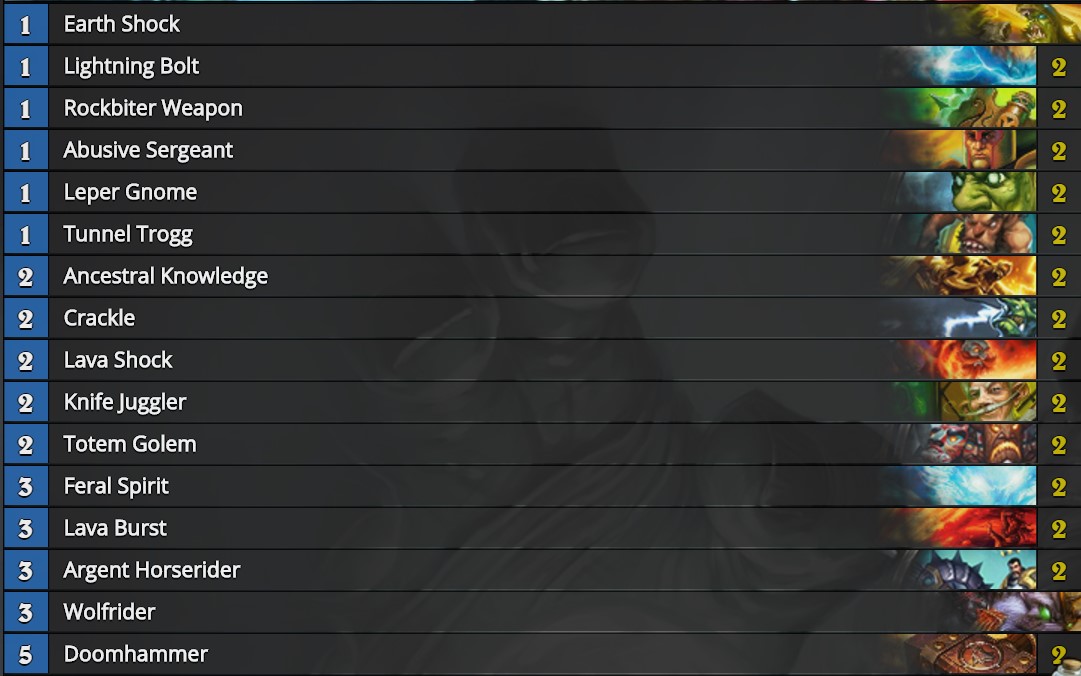 1 Earth Shock
1 Lightning Bolt 2
1 Rockbiter Weapon 2
1 Abusive Sergeant 2
1 Leper Gnome 2
1 Tunnel Trogg 2
2 Ancestral Knowledge 2
2 Crackle 2
2 Lava Shock 2
2 Knife Juggler 2
2 Totem Golem 2
3 Feral Spirit 2
3 Lava Burst 2
3 Argent Horserider 2
3 Wolfrider
5 Doomhammer 2